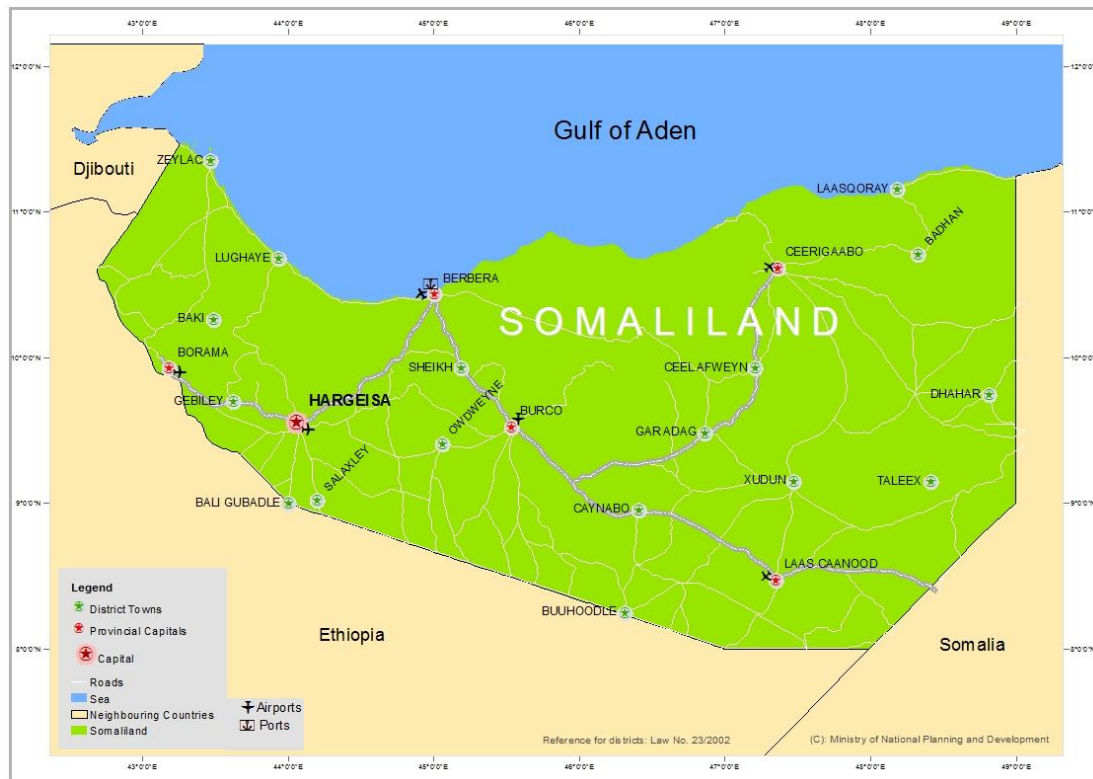 43°0'0"E 44°0'0"E 45°0'0"E 46°0'0"E 47°0'0"E 48°0'0"E 49°0'0"E
12°0'0"N 12°0'0"N
Gulf of Aden
ZEYLAC
Djibouti
LAASQORAY
11°0'0"N 11°0'0"N
BADHAN
LUGHAYE
CEERIGAABO
BERBERA
SOMALILAND
BAKI
10°0'0"N 10°0'0"N
BORAMA
SHEIKH
CEEL AFWEYN
GEBILEY
HARGEISA
OWDWEYNE
BURCO
DHAHAR
GARADAG
SALAXLEY
XUDUN
TALEEX
BALI GUBADLE
9°0'0"N 9°0'0"N
CAYNABO
LAAS CAANOOD
BUUHOODLE
Legend
District Towns
Provincial Capitals
Capital
Roads
Sea
Neighbouring Countries
Somaliland
Airports
Ports
Ethiopia
Somalia
8°0'0"N 8°0'0"N
Reference for districts: Law No. 23/2002
(C): Ministry of National Planning and Development
43°0'0"E 44°0'0"E 45°0'0"E 46°0'0"E 47°0'0"E 48°0'0"E 49°0'0"E